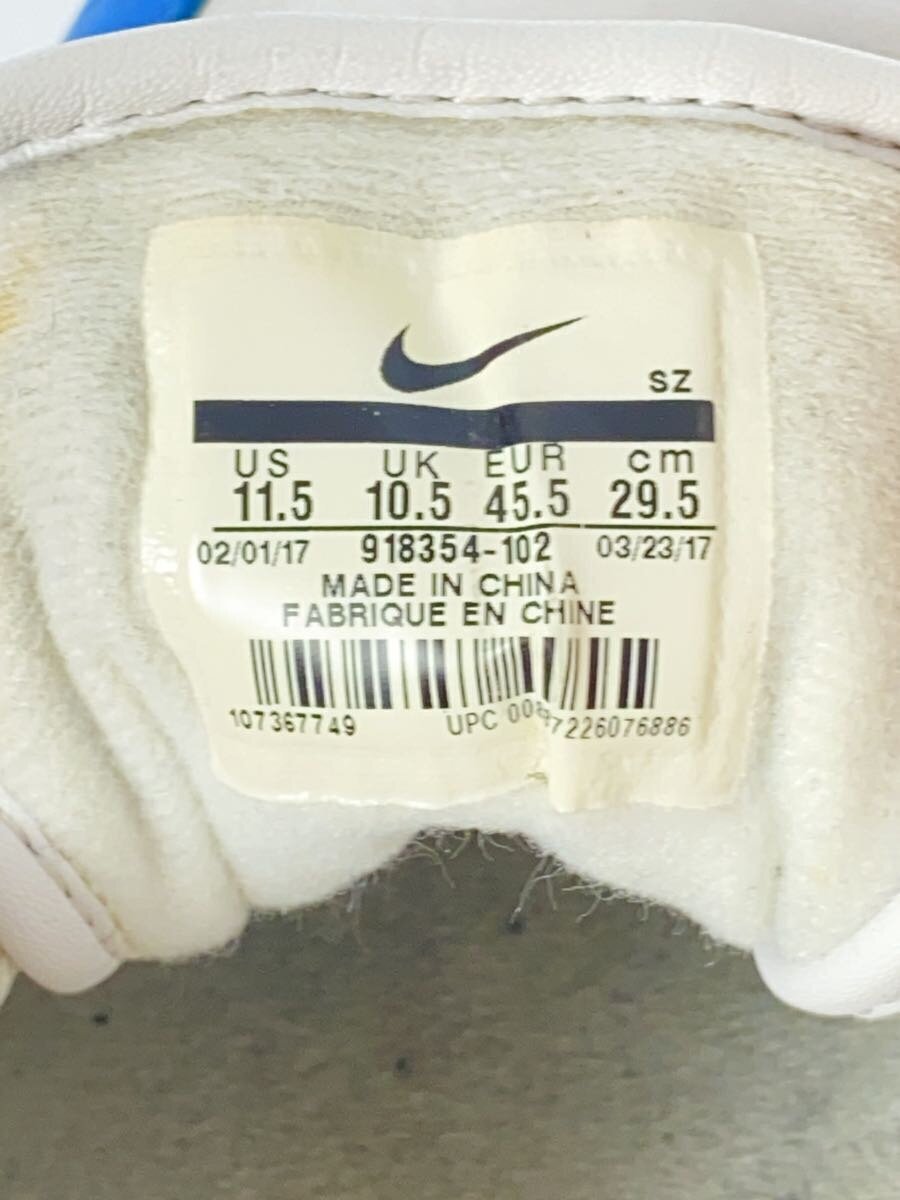 SZ
US UK EUR cm
11.5 10.5 45.5 29.5
02/01/17 918354-102 03/23/17
MADE IN CHINA
FABRIQUE EN CHINE
107367749 UPC